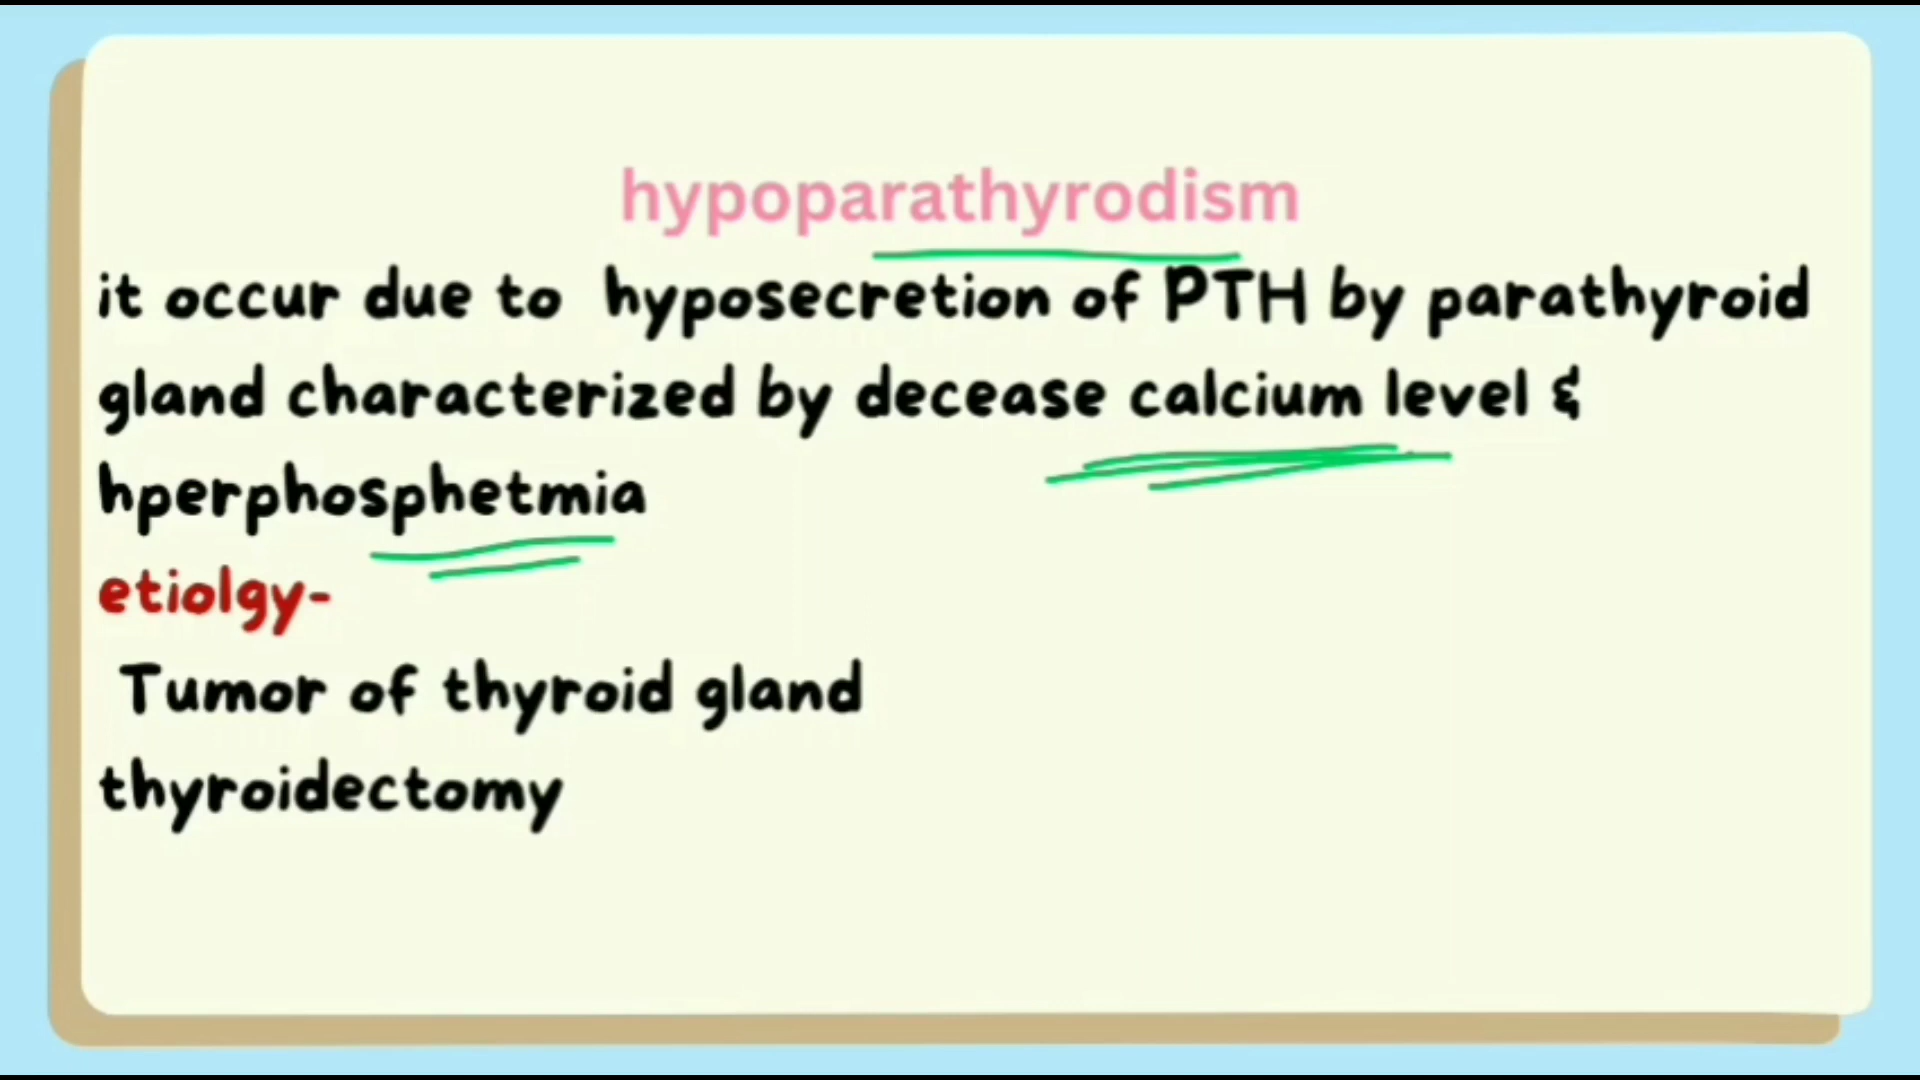 hypoparathyrodism
it occur due to hyposecretion of PTH by parathyroid
gland characterized by decease calcium level &
hperphosphetmia
etiolgy-
Tumor of thyroid gland
thyroidectomy